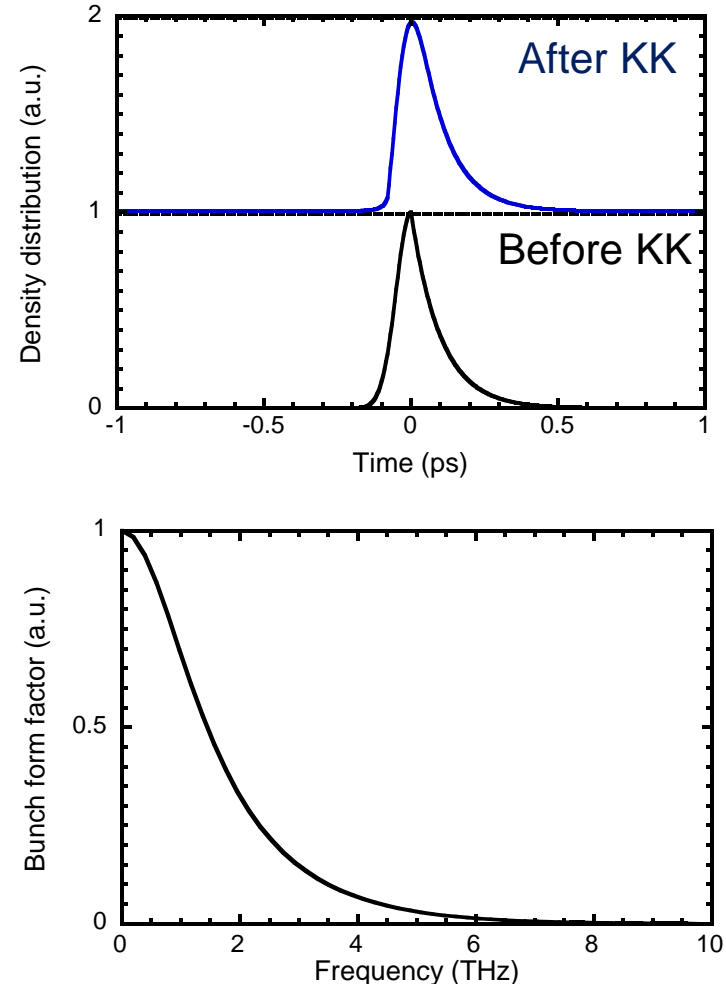 2
After KK
Density distribution (a.u.)
1
Before KK
0
-1 -0.5 0 0.5 1
Time (ps)
1
Bunch form factor (a.u.)
0.5
0
0 2 4 6 8 10
Frequency (THz)